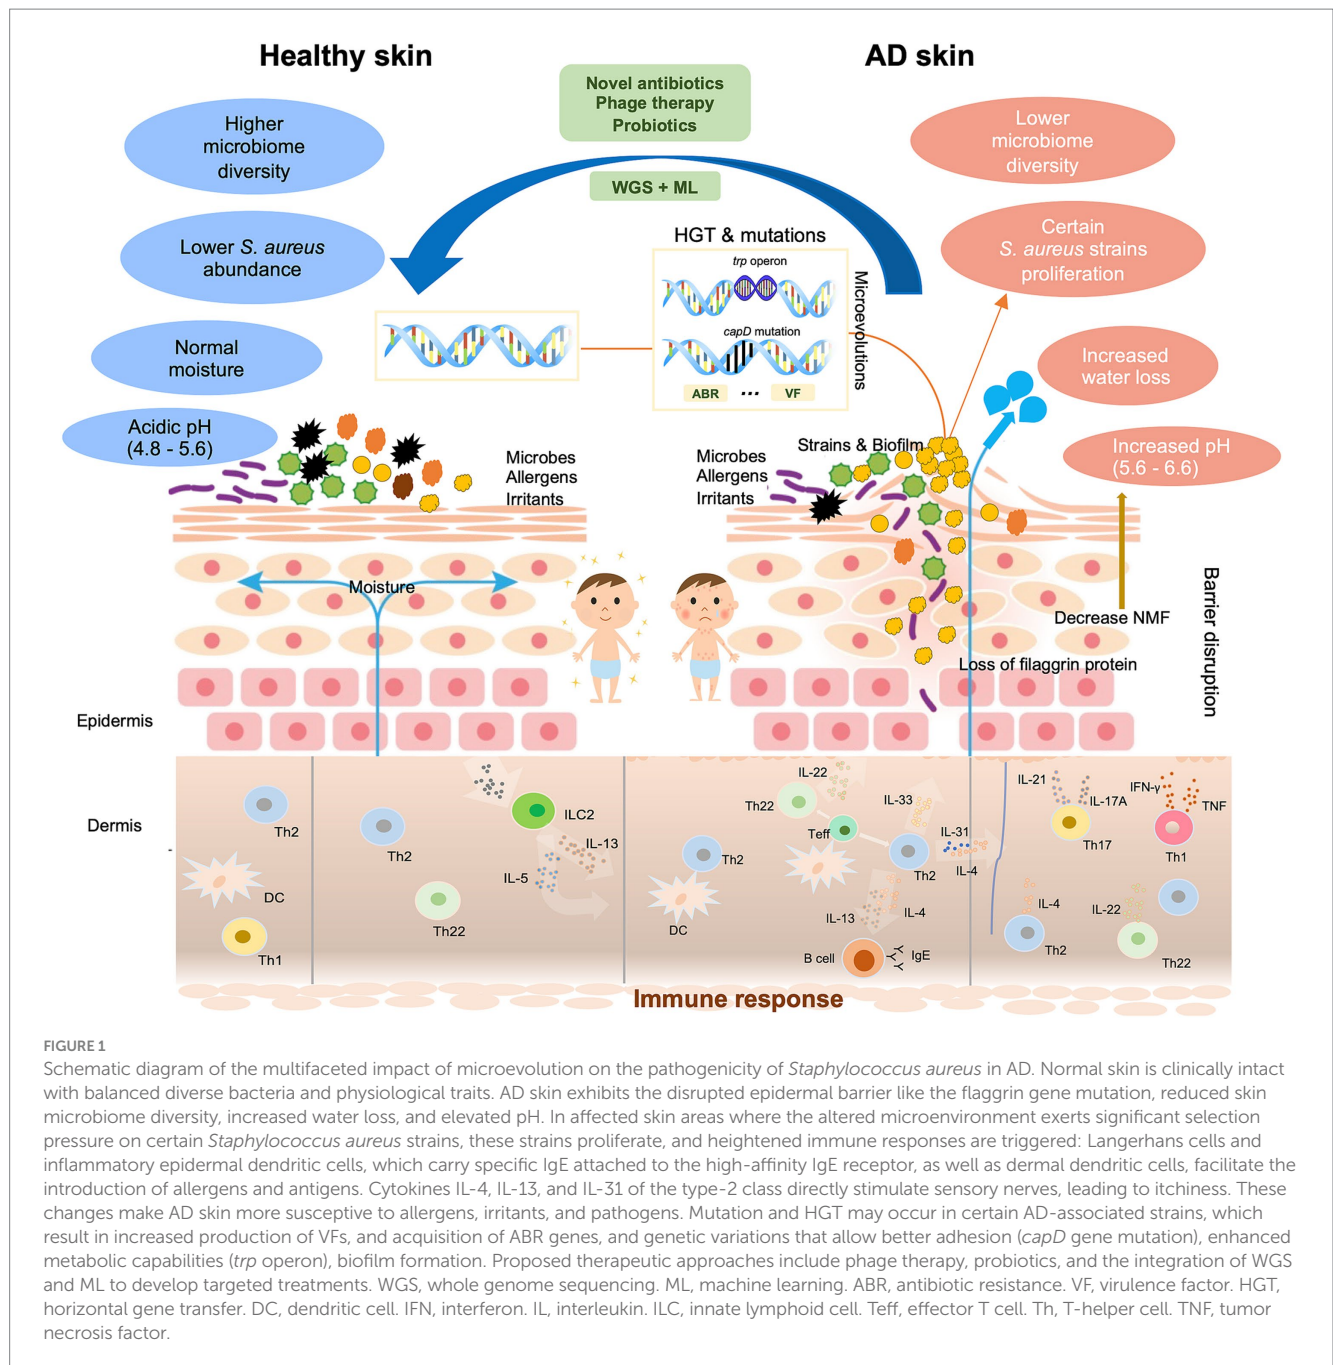 Healthy skin
AD skin
Novel antibiotics
Phage therapy
Probiotics
WGS + ML
Higher
microbiome
diversity
Lower S. aureus
abundance
Normal
moisture
Acidic pH
(4.8 - 5.6)
Lower
microbiome
diversity
Certain
S. aureus strains
proliferation
Increased
water loss
Increased pH
(5.6 - 6.6)
HGT & mutations
trp operon
capD mutation
ABR
...
VF
Microevolutions
Microbes
Allergens
Irritants
Strains & Biofilm
Microbes
Allergens
Irritants
Moisture
Decrease NMF
Loss of filaggrin protein
Barrier disruption
Epidermis
Dermis
Th2
DC
Th1
Th2
Th22
ILC2
IL-13
IL-5
Th2
DC
IL-22
Th22
Teff
IL-33
IL-31
IL-4
Th2
IL-13
IL-4
B cell
IgE
IL-21
IL-17A
Th17
IFN-γ
TNF
Th1
IL-4
Th2
IL-22
Th22
Immune response
FIGURE 1
Schematic diagram of the multifaceted impact of microevolution on the pathogenicity of Staphylococcus aureus in AD. Normal skin is clinically intact
with balanced diverse bacteria and physiological traits. AD skin exhibits the disrupted epidermal barrier like the flaggrin gene mutation, reduced skin
microbiome diversity, increased water loss, and elevated pH. In affected skin areas where the altered microenvironment exerts significant selection
pressure on certain Staphylococcus aureus strains, these strains proliferate, and heightened immune responses are triggered: Langerhans cells and
inflammatory epidermal dendritic cells, which carry specific IgE attached to the high-affinity IgE receptor, as well as dermal dendritic cells, facilitate the
introduction of allergens and antigens. Cytokines IL-4, IL-13, and IL-31 of the type-2 class directly stimulate sensory nerves, leading to itchiness. These
changes make AD skin more susceptive to allergens, irritants, and pathogens. Mutation and HGT may occur in certain AD-associated strains, which
result in increased production of VFs, and acquisition of ABR genes, and genetic variations that allow better adhesion (capD gene mutation), enhanced
metabolic capabilities (trp operon), biofilm formation. Proposed therapeutic approaches include phage therapy, probiotics, and the integration of WGS
and ML to develop targeted treatments. WGS, whole genome sequencing. ML, machine learning. ABR, antibiotic resistance. VF, virulence factor. HGT,
horizontal gene transfer. DC, dendritic cell. IFN, interferon. IL, interleukin. ILC, innate lymphoid cell. Teff, effector T cell. Th, T-helper cell. TNF, tumor
necrosis factor.